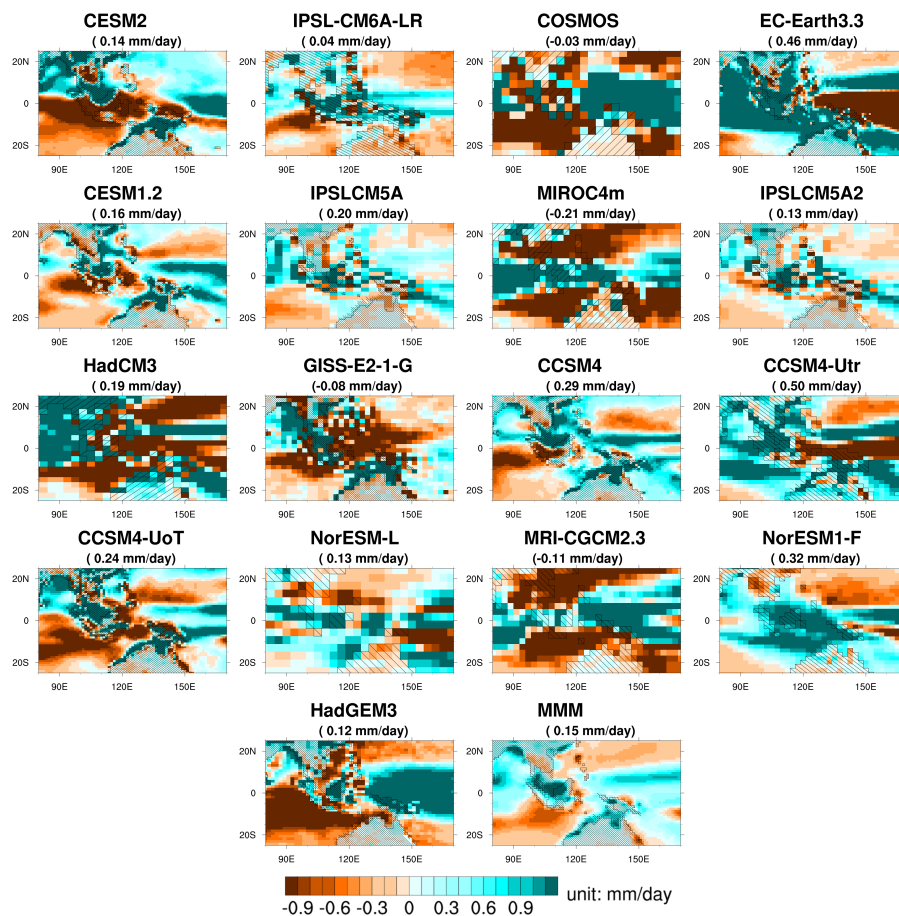 CESM2 IPSL-CM6A-LR COSMOS EC-Earth3.3
( 0.14 mm/day) ( 0.04 mm/day) (-0.03 mm/day) ( 0.46 mm/day)
20N
0
20S
90E 120E 150E 90E 120E 150E 90E 120E 150E 90E 120E 150E
CESM1.2 IPSLCM5A MIROC4m IPSLCM5A2
( 0.16 mm/day) ( 0.20 mm/day) (-0.21 mm/day) ( 0.13 mm/day)
20N 20N 20N 20N
0 0 0 0
20S 20S 20S 20S
90E 120E 150E 90E 120E 150E 90E 120E 150E 90E 120E 150E
HadCM3 GISS-E2-1-G CCSM4 CCSM4-Utr
( 0.19 mm/day) (-0.08 mm/day) ( 0.29 mm/day) ( 0.50 mm/day)
20N 20N 20N 20N
0 0 0 0
20S 20S 20S 20S
90E 120E 150E 90E 120E 150E 90E 120E 150E 90E 120E 150E
CCSM4-UoT NorESM-L MRI-CGCM2.3 NorESM1-F
( 0.24 mm/day) ( 0.13 mm/day) (-0.11 mm/day) ( 0.32 mm/day)
20N 20N 20N 20N
0 0 0 0
20S 20S 20S 20S
90E 120E 150E 90E 120E 150E 90E 120E 150E 90E 120E 150E
HadGEM3 MMM
( 0.12 mm/day) ( 0.15 mm/day)
20N 20N
0 0
20S 20S
90E 120E 150E 90E 120E 150E
-0.9 -0.6 -0.3 0 0.3 0.6 0.9 unit: mm/day